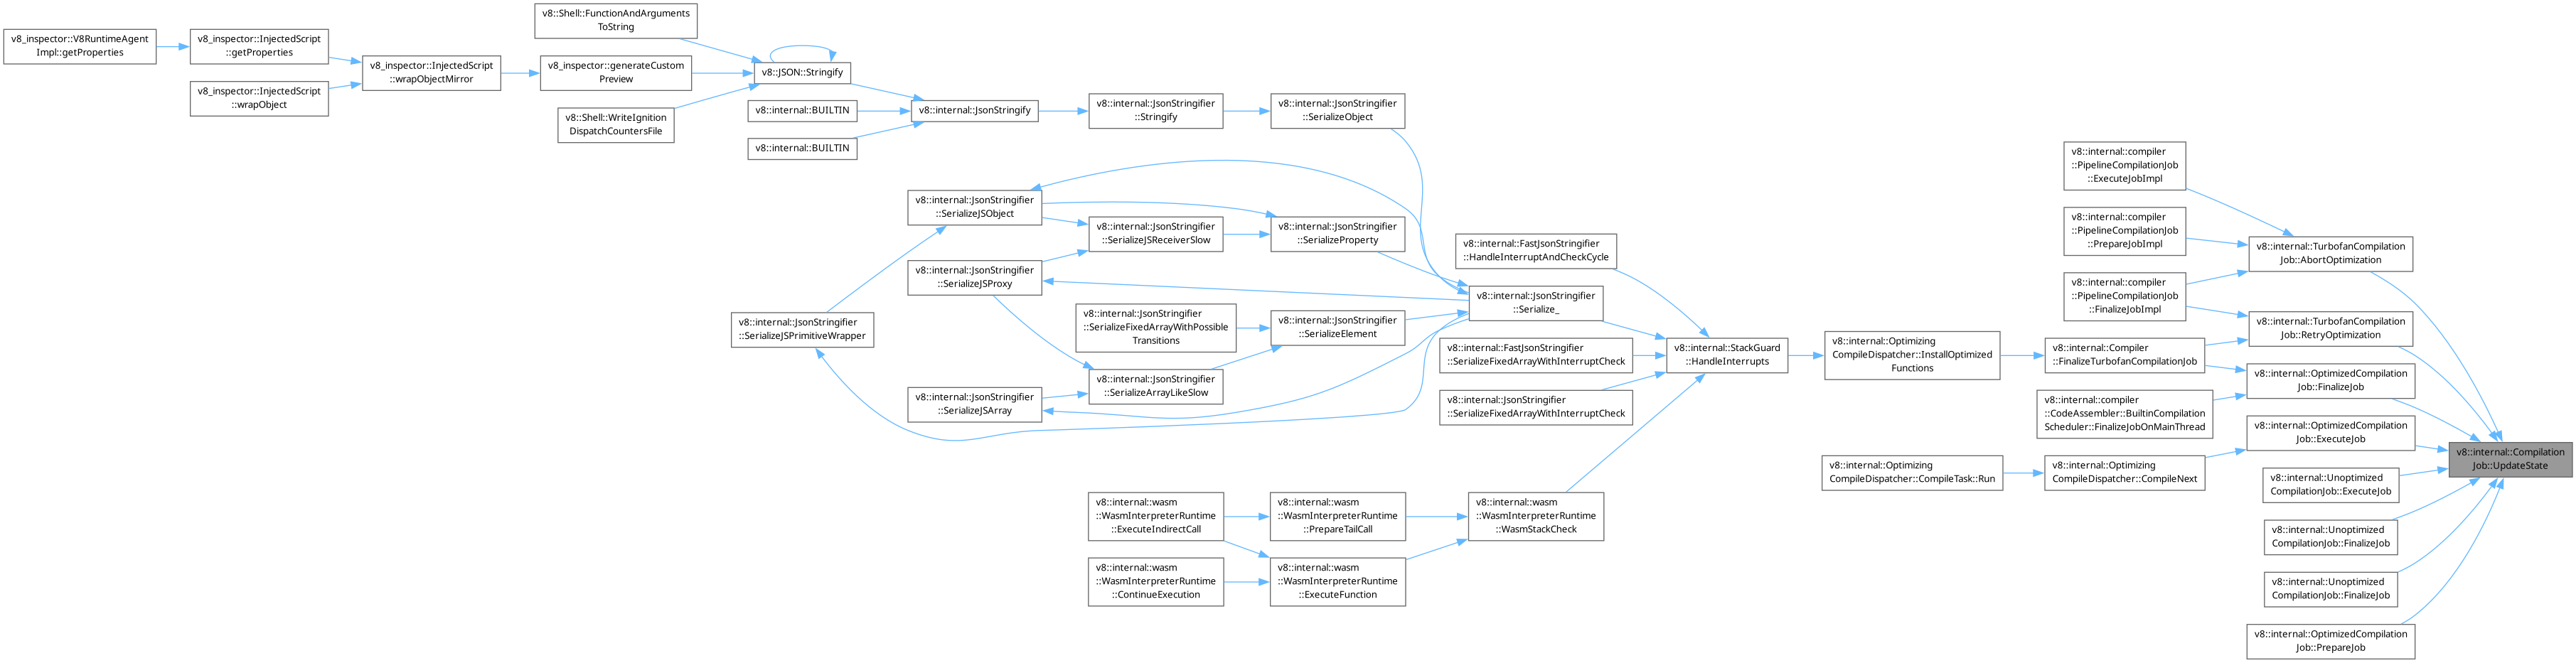 v8_inspector::V8RuntimeAgent
Impl::getProperties
v8_inspector::InjectedScript
::getProperties
v8_inspector::InjectedScript
::wrapObject
v8_inspector::InjectedScript
::wrapObjectMirror
v8::Shell::FunctionAndArguments
ToString
v8_inspector::generateCustom
Preview
v8::Shell::WriteIgnition
DispatchCountersFile
v8::JSON::Stringify
v8::internal::BUILTIN
v8::internal::BUILTIN
v8::internal::JsonStringify
v8::internal::JsonStringifier
::Stringify
v8::internal::JsonStringifier
::SerializeObject
v8::internal::JsonStringifier
::SerializeJSObject
v8::internal::JsonStringifier
::SerializeJSReceiverSlow
v8::internal::JsonStringifier
::SerializeProperty
v8::internal::JsonStringifier
::SerializeJSProxy
v8::internal::JsonStringifier
::SerializeJSPrimitiveWrapper
v8::internal::JsonStringifier
::SerializeFixedArrayWithPossible
Transitions
v8::internal::JsonStringifier
::SerializeElement
v8::internal::JsonStringifier
::SerializeArrayLikeSlow
v8::internal::JsonStringifier
::SerializeJSArray
v8::internal::FastJsonStringifier
::HandleInterruptAndCheckCycle
v8::internal::JsonStringifier
::Serialize_
v8::internal::FastJsonStringifier
::SerializeFixedArrayWithInterruptCheck
v8::internal::JsonStringifier
::SerializeFixedArrayWithInterruptCheck
v8::internal::wasm
::WasmInterpreterRuntime
::ExecuteIndirectCall
v8::internal::wasm
::WasmInterpreterRuntime
::PrepareTailCall
v8::internal::wasm
::WasmInterpreterRuntime
::WasmStackCheck
v8::internal::wasm
::WasmInterpreterRuntime
::ContinueExecution
v8::internal::wasm
::WasmInterpreterRuntime
::ExecuteFunction
v8::internal::StackGuard
::HandleInterrupts
v8::internal::Optimizing
CompileDispatcher::InstallOptimized
Functions
v8::internal::Optimizing
CompileDispatcher::CompileTask::Run
v8::internal::compiler
::PipelineCompilationJob
::ExecuteJobImpl
v8::internal::compiler
::PipelineCompilationJob
::PrepareJobImpl
v8::internal::compiler
::PipelineCompilationJob
::FinalizeJobImpl
v8::internal::Compiler
::FinalizeTurbofanCompilationJob
v8::internal::compiler
::CodeAssembler::BuiltinCompilation
Scheduler::FinalizeJobOnMainThread
v8::internal::Optimizing
CompileDispatcher::CompileNext
v8::internal::TurbofanCompilation
Job::AbortOptimization
v8::internal::TurbofanCompilation
Job::RetryOptimization
v8::internal::OptimizedCompilation
Job::FinalizeJob
v8::internal::OptimizedCompilation
Job::ExecuteJob
v8::internal::Unoptimized
CompilationJob::ExecuteJob
v8::internal::Unoptimized
CompilationJob::FinalizeJob
v8::internal::Unoptimized
CompilationJob::FinalizeJob
v8::internal::OptimizedCompilation
Job::PrepareJob
v8::internal::Compilation
Job::UpdateState